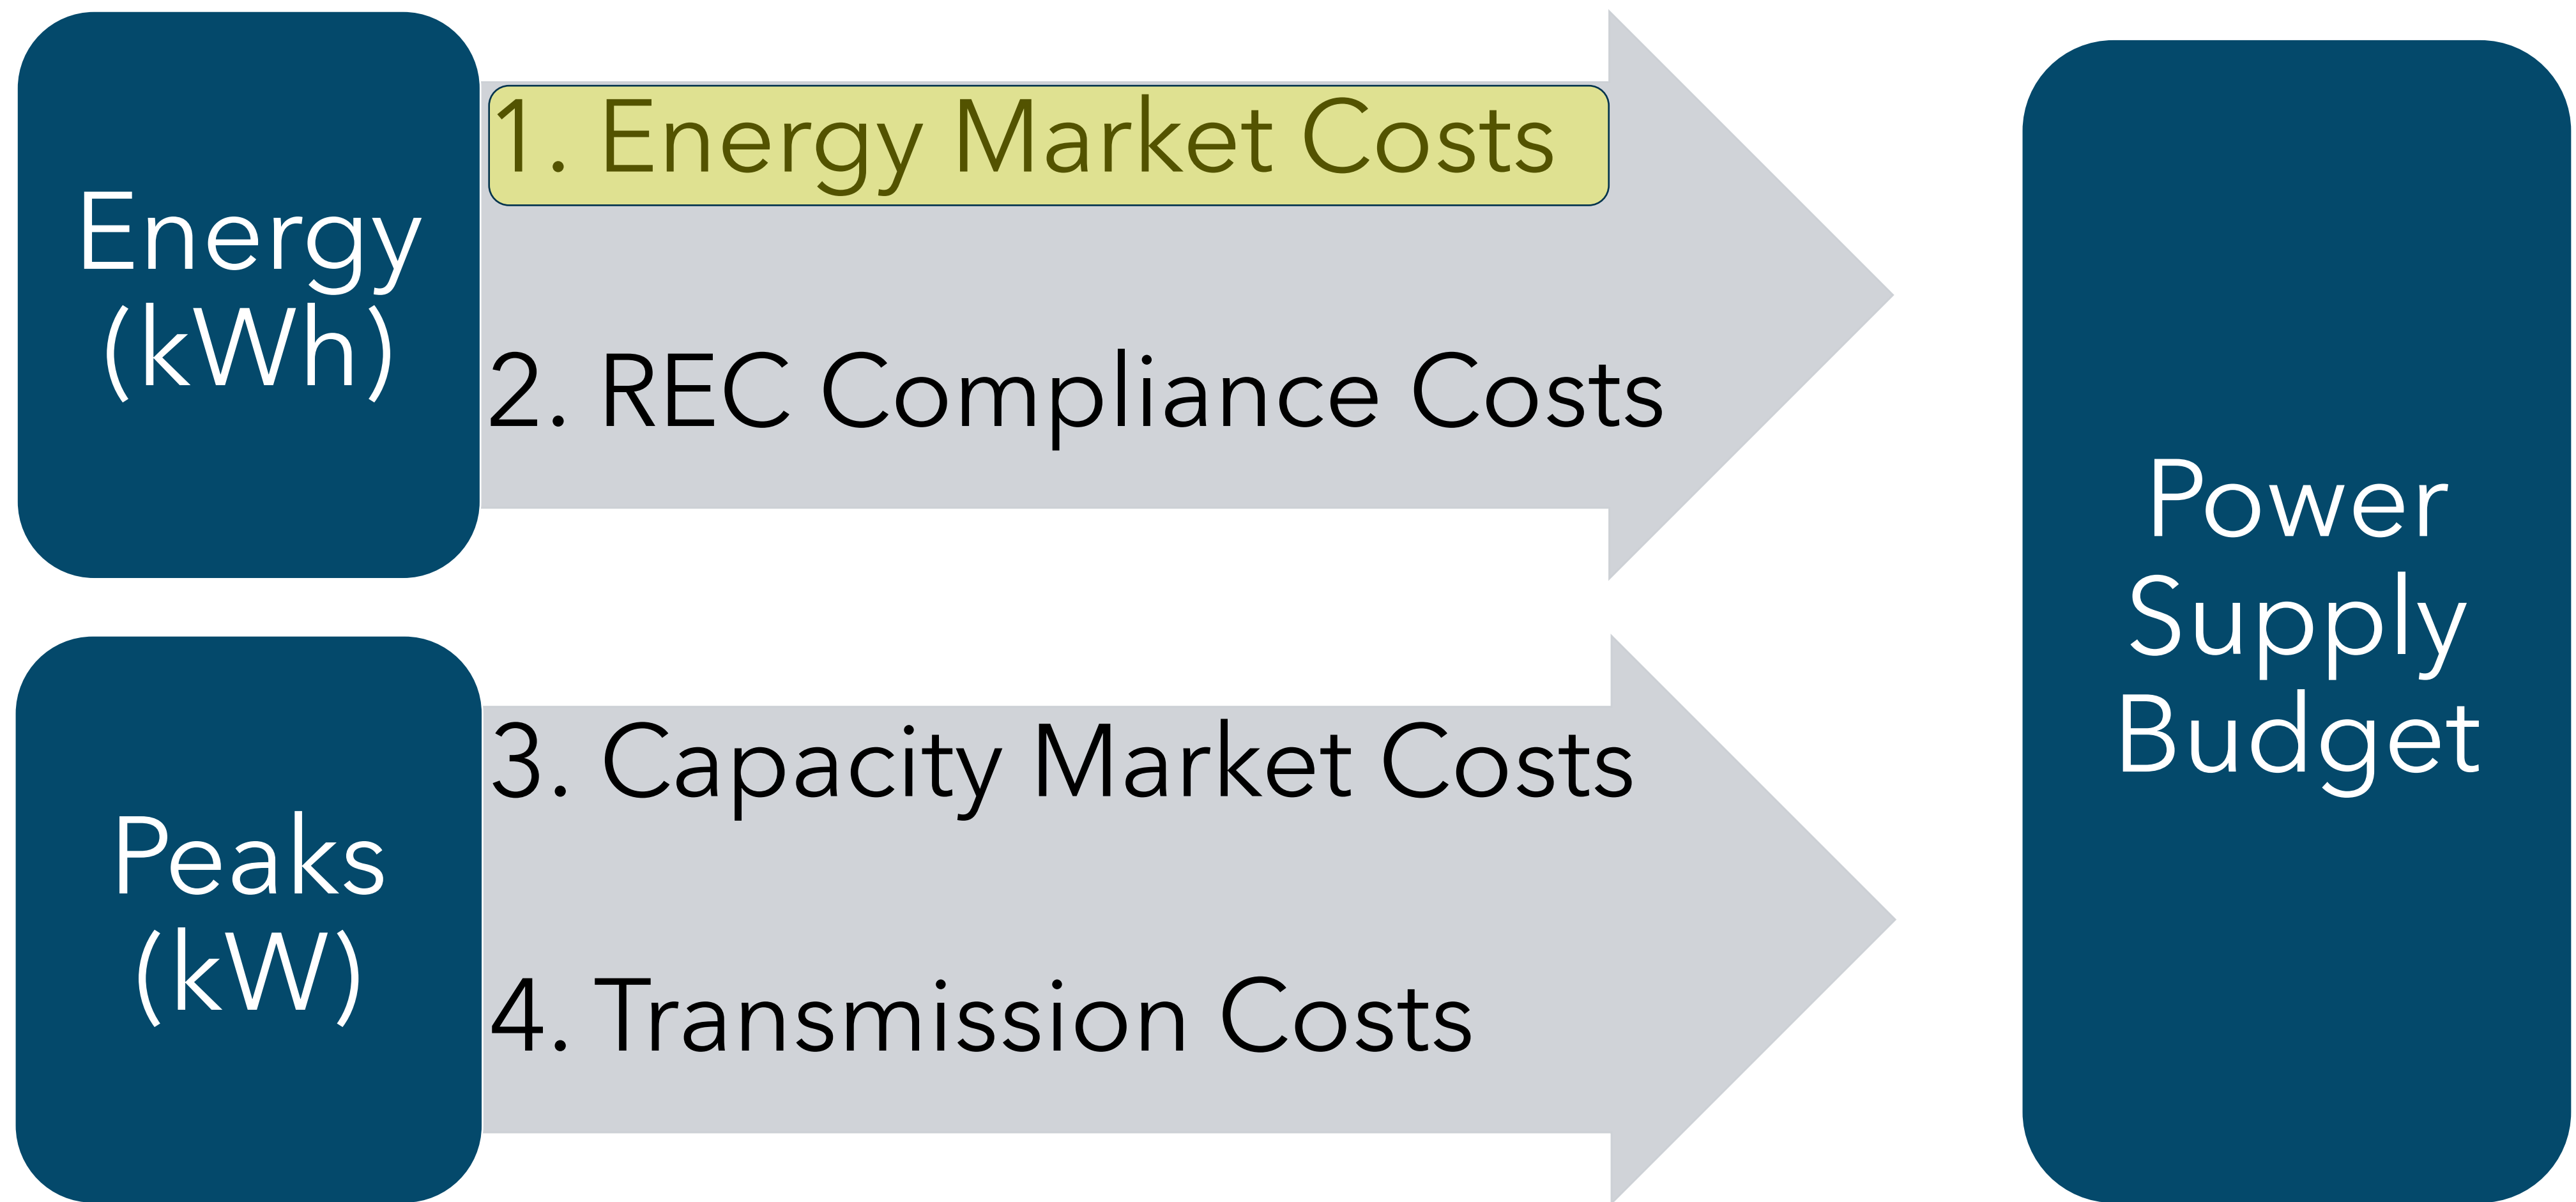 Energy
(kWh)
1. Energy Market Costs
2. REC Compliance Costs
Peaks
(kW)
3. Capacity Market Costs
4. Transmission Costs
Power
Supply
Budget